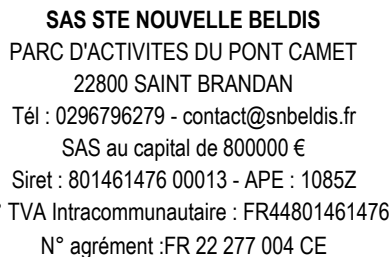 SAS STE NOUVELLE BELDIS
PARC D'ACTIVITES DU PONT CAMET
22800 SAINT BRANDAN
Tél : 0296796279 - contact@snbeldis.fr
SAS au capital de 800000 €
Siret : 801461476 00013 - APE : 1085Z
° TVA Intracommunautaire : FR44801461476
N° agrément :FR 22 277 004 CE